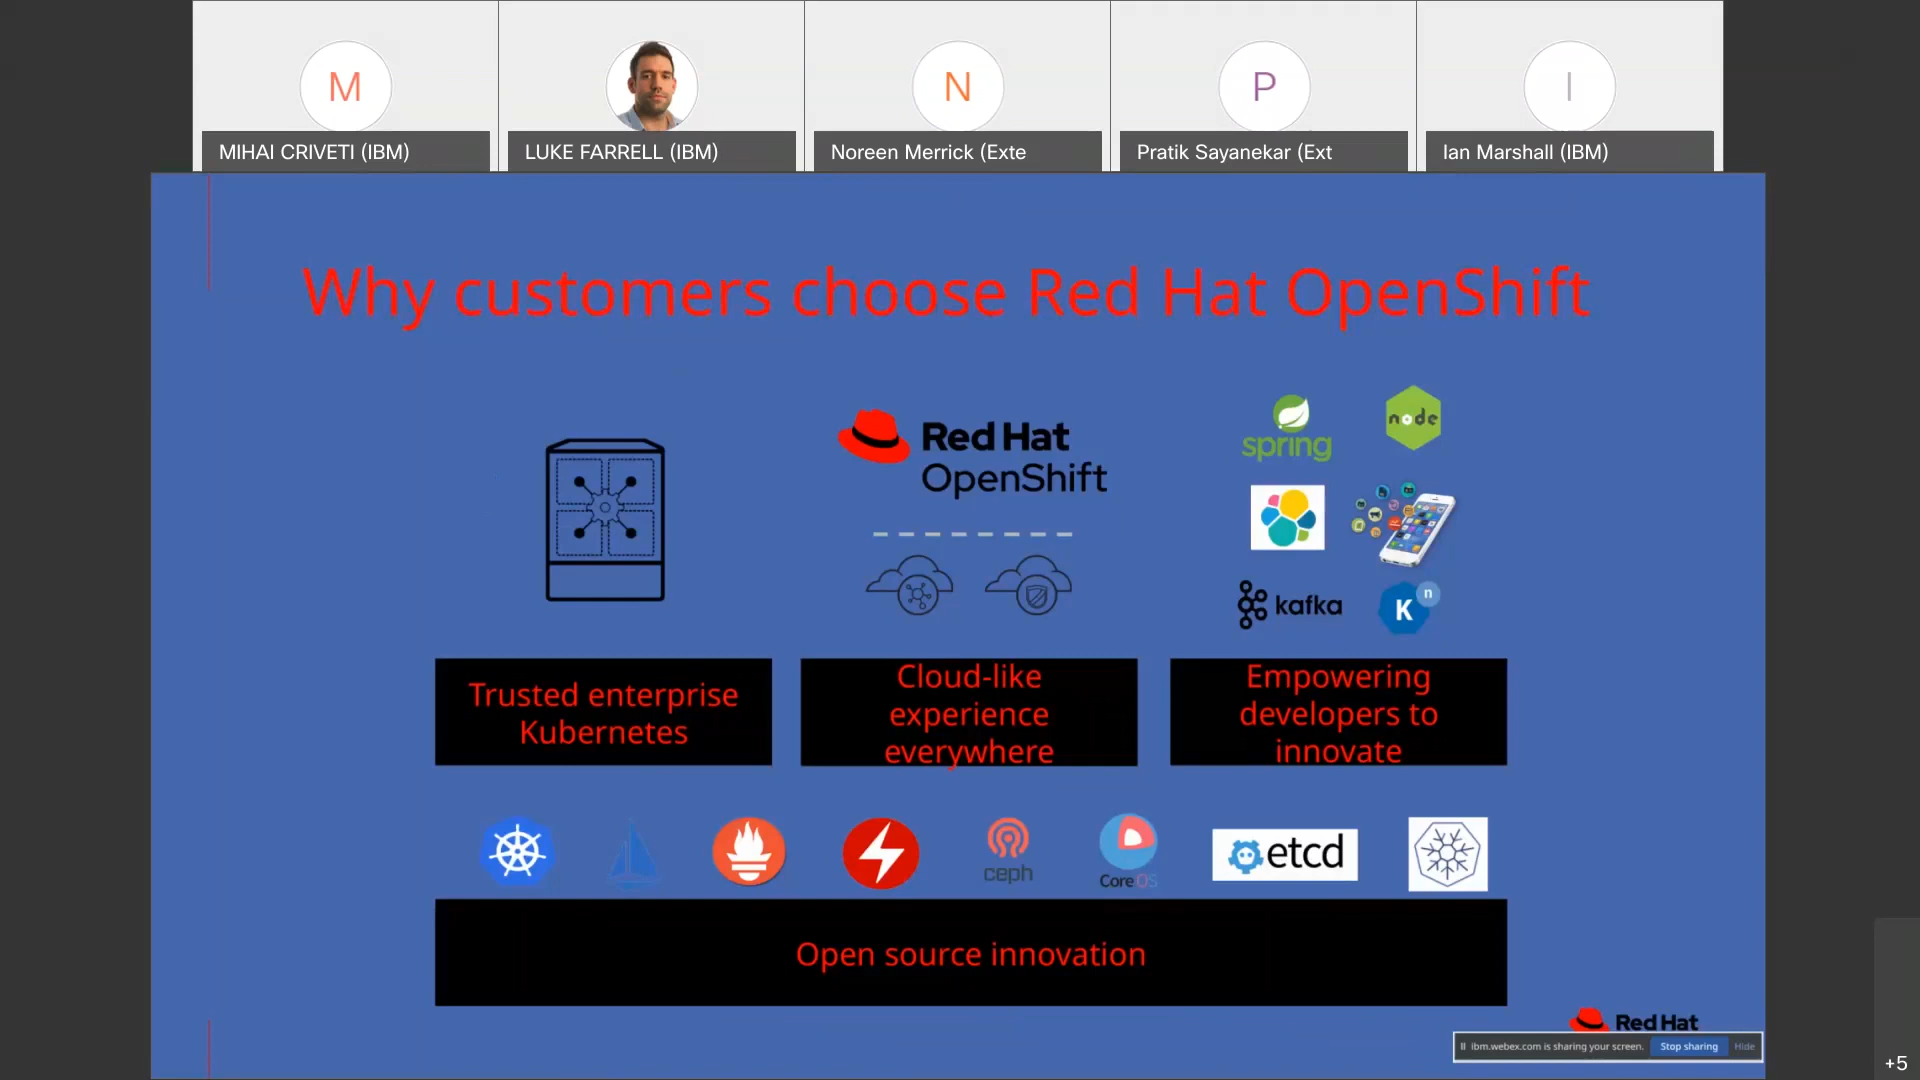 M
N
P
I
MIHAI CRIVETI (IBM)
LUKE FARRELL (IBM)
Noreen Merrick (Exte
Pratik Sayanekar (Ext
Ian Marshall (IBM)
Why customers choose Red Hat OpenShift
Red Hat
OpenShift
spring
node
kafka
K
n
Trusted enterprise
Kubernetes
Cloud-like
experience
everywhere
Empowering
developers to
innovate
ceph
CoreOS
etcd
Open source innovation
Red Hat
ibm.webex.com is sharing your screen.
Stop sharing
Hide
+5